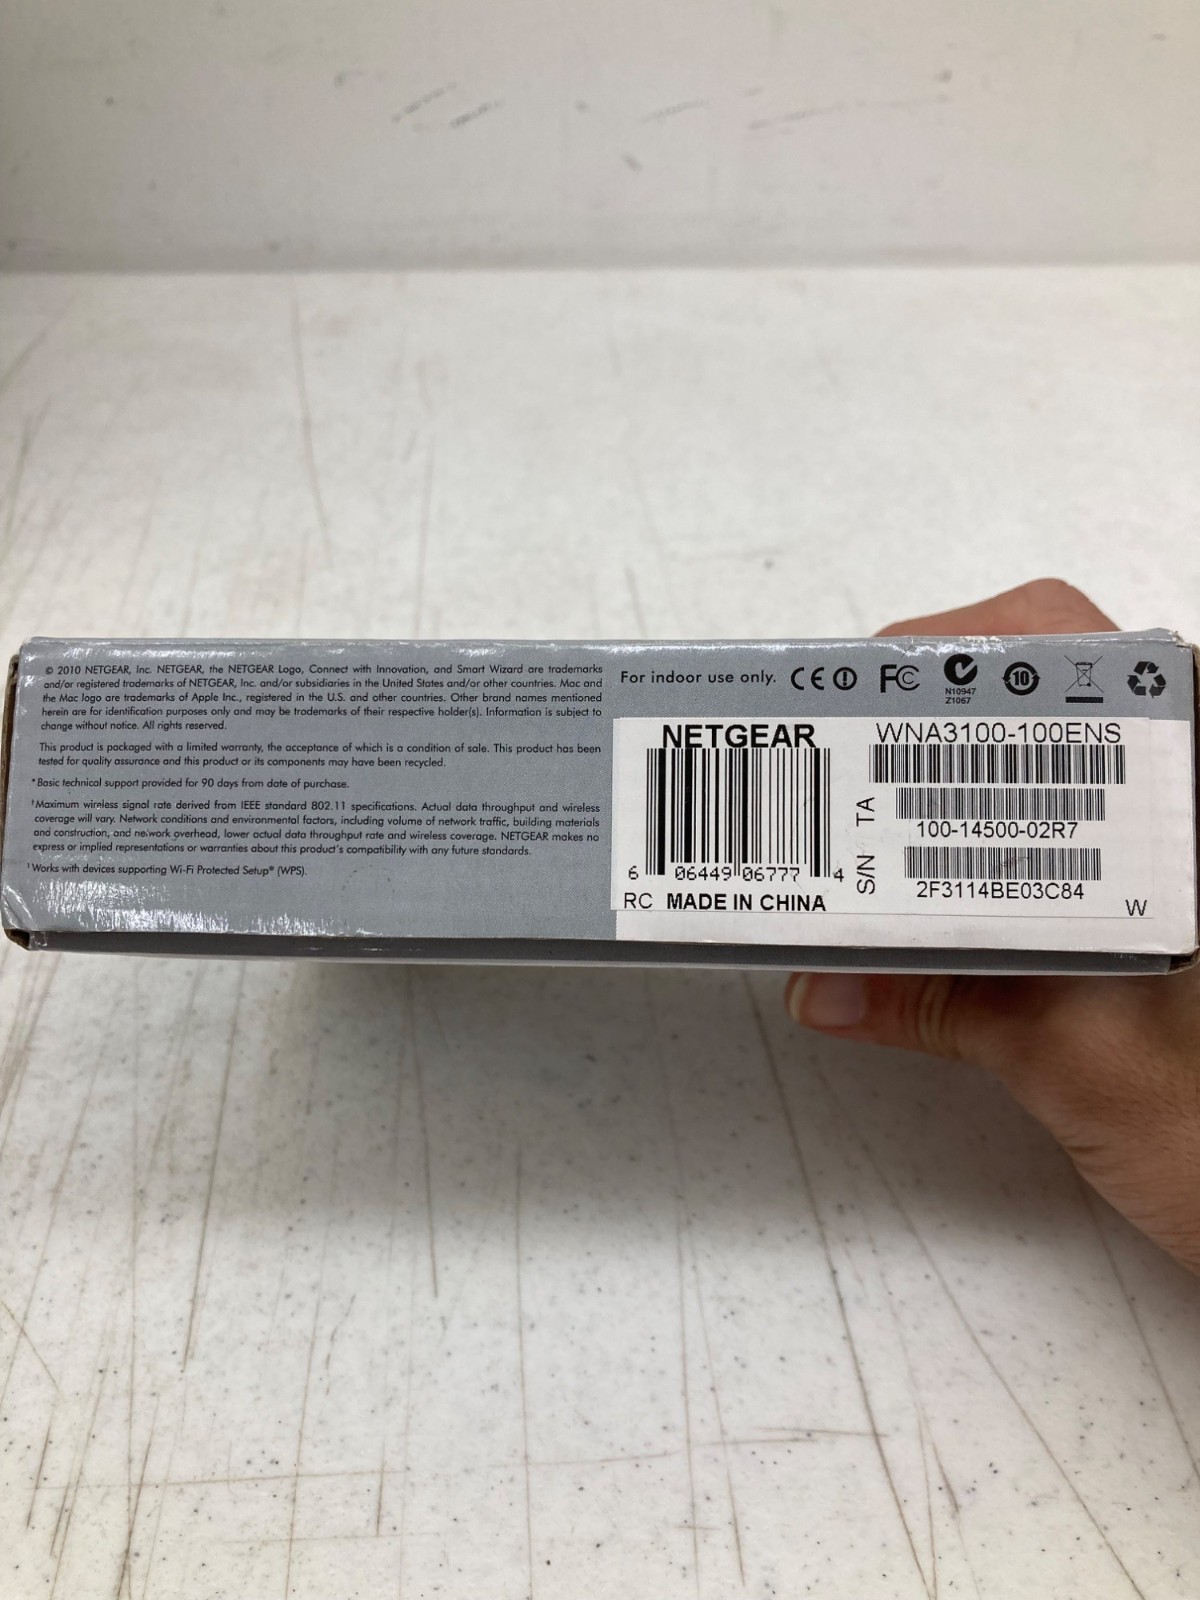 © 2010 NETGEAR, Inc. NETGEAR, the NETGEAR Logo, Connect with Innovation, and Smart Wizard are trademarks
and/or registered trademarks of NETGEAR, Inc. and/or subsidiaries in the United States and/or other countries. Mac and
the Mac logo are trademarks of Apple Inc., registered in the U.S. and other countries. Other brand names mentioned
herein are for identification purposes only and may be trademarks of their respective holder(s). Information is subject to
change without notice. All rights reserved.
This product is packaged with a limited warranty, the acceptance of which is a condition of sale. This product has been
tested for quality assurance and this product or its components may have been recycled.
*Basic technical support provided for 90 days from date of purchase.
†Maximum wireless signal rate derived from IEEE standard 802.11 specifications. Actual data throughput and wireless
coverage will vary. Network conditions and environmental factors, including volume of network traffic, building materials
and construction, and network overhead, lower actual data throughput rate and wireless coverage. NETGEAR makes no
express or implied representations or warranties about this product's compatibility with any future standards.
‡Works with devices supporting Wi-Fi Protected Setup® (WPS).
For indoor use only.
CE
FC
N10947
Z1067
10
NETGEAR
6 06449 06777 4
RC MADE IN CHINA
WNA3100-100ENS
TA
100-14500-02R7
S/N
2F3114BE03C84
W